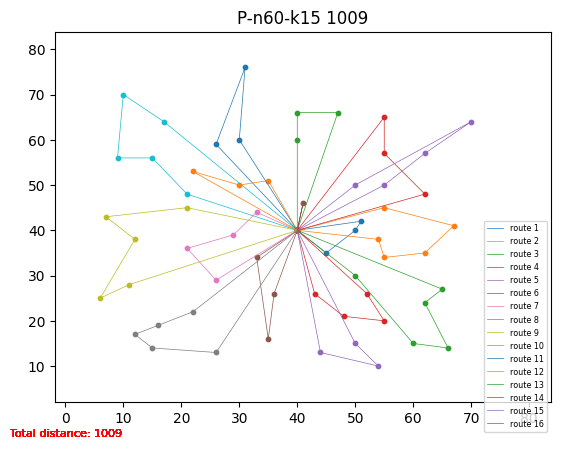 P-n60-k15 1009
80
70
60
50
40
30
20
10
0 10 20 30 40 50 60 70 80
route 1
route 2
route 3
route 4
route 5
route 6
route 7
route 8
route 9
route 10
route 11
route 12
route 13
route 14
route 15
route 16
Total distance: 1009